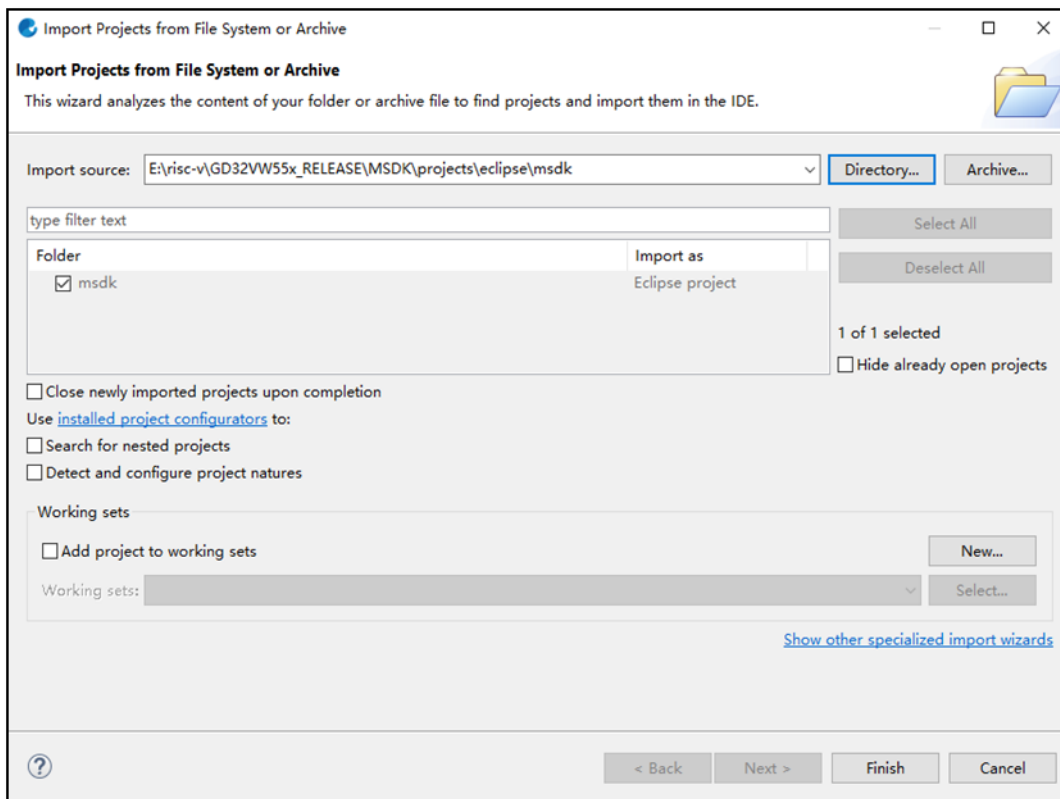 Import Projects from File System or Archive
Import Projects from File System or Archive
This wizard analyzes the content of your folder or archive file to find projects and import them in the IDE.
Import source: E:\risc-v\GD32VW55x_RELEASE\MSDK\projects\eclipse\msdk Directory... Archive...
type filter text Select All
Folder Import as
Deselect All
msdk Eclipse project
1 of 1 selected
Hide already open projects
Close newly imported projects upon completion
Use installed project configurators to:
Search for nested projects
Detect and configure project natures
Working sets
Add project to working sets New...
Working sets: Select...
Show other specialized import wizards
? < Back Next > Finish Cancel